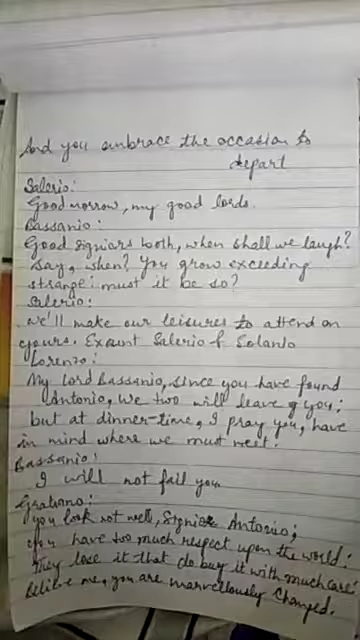 And you embrace the occasion to
depart
Salerio:
Good morrow, my good lords.
Bassanio:
Good signiors both, when shall we laugh?
Say, when? You grow exceeding
strange: must it be so?
Salerio:
We'll make our leisures to attend on
yours. Exeunt Salerio & Solanio
Lorenzo:
My lord Bassanio, since you have found
Antonio, we two will leave you;
but at dinner-time, I pray you, have
in mind where we must meet.
Bassanio:
I will not fail you
Gratiano:
You look not well, Signior Antonio;
you have too much respect upon the world:
They lose it that do buy it with much care:
Belive me, you are marvellously changed.